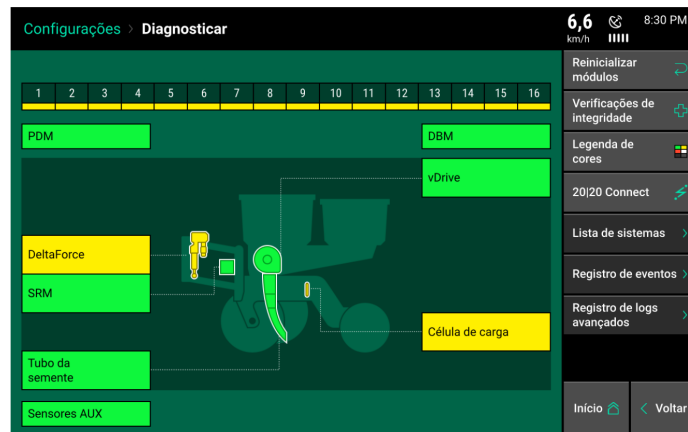 Configurações > Diagnosticar
6,6
km/h
8:30 PM
Reinicializar
módulos
1 2 3 4 5 6 7 8 9 10 11 12 13 14 15 16
Verificações de
integridade
PDM
DBM
Legenda de
cores
vDrive
20|20 Connect
Lista de sistemas >
DeltaForce
Registro de eventos >
SRM
Registro de logs
avançados >
Célula de carga
Tubo da
semente
Sensores AUX
Início
< Voltar